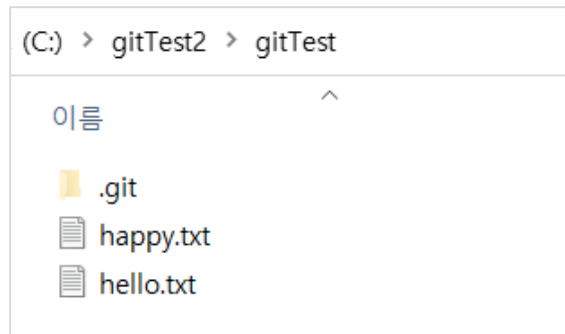 (C:) > gitTest2 > gitTest
이름
.git
happy.txt
hello.txt